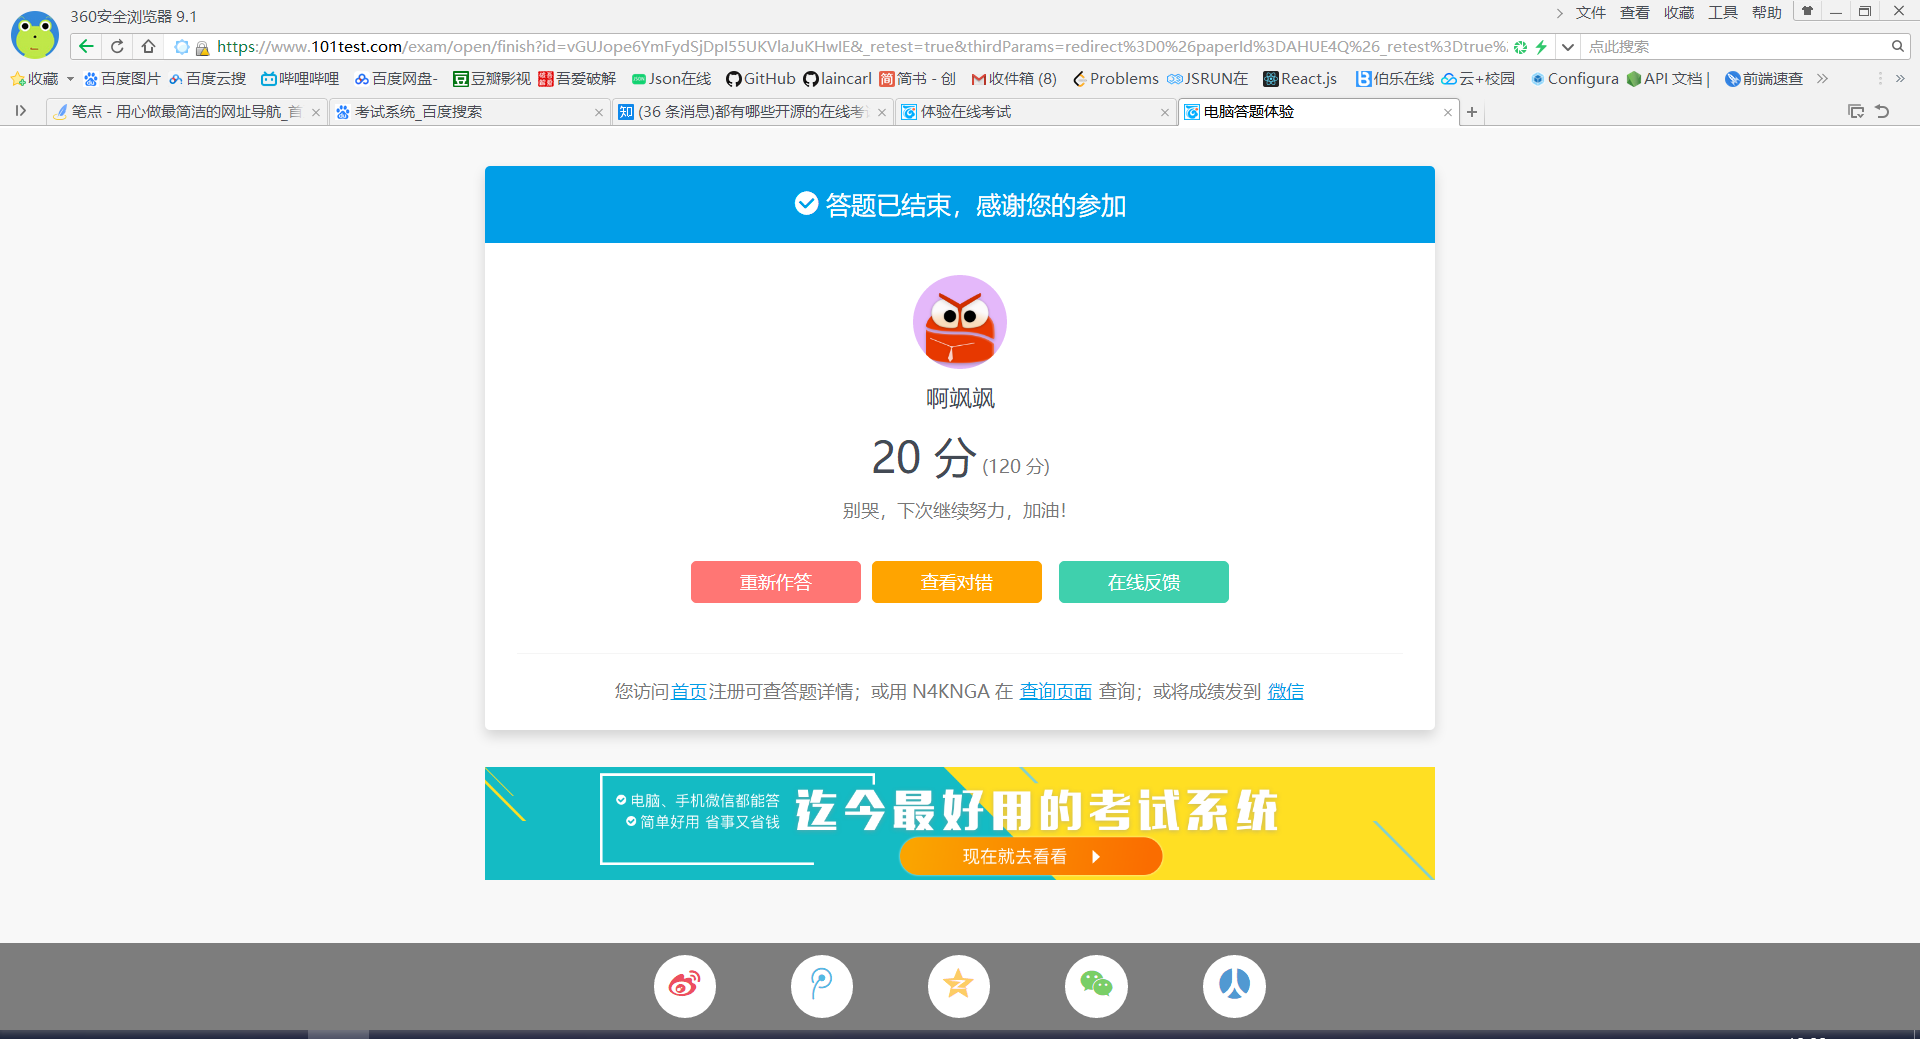 360安全浏览器 9.1
文件 查看 收藏 工具 帮助
https://www.101test.com/exam/open/finish?id=vGUJope6YmFydSjDpI55UKVlaJuKHwIE&_retest=true&thirdParams=redirect%3D0%26paperId%3DAHUE4Q%26_retest%3Dtrue%
点此搜索
收藏 百度图片 百度云搜 哔哩哔哩 百度网盘- 豆瓣影视 吾爱破解 Json在线 GitHub laincarl 简书 - 创 收件箱 (8) Problems JSRUN在 React.js 伯乐在线 云+校园 Configura API 文档 | 前端速查
笔点 - 用心做最简洁的网址导航_首 考试系统_百度搜索 (36 条消息)都有哪些开源的在线考 体验在线考试 电脑答题体验
答题已结束，感谢您的参加
啊飒飒
20 分 (120 分)
别哭，下次继续努力，加油！
重新作答 查看对错 在线反馈
您访问首页注册可查答题详情；或用 N4KNGA 在 查询页面 查询；或将成绩发到 微信
电脑、手机微信都能答
简单好用 省事又省钱
迄今最好用的考试系统
现在就去看看